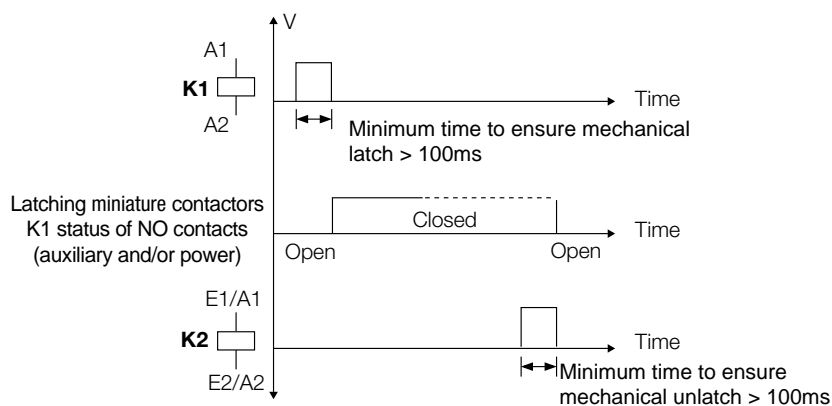 V
A1
K1
A2
Time
Minimum time to ensure mechanical
latch > 100ms
Latching miniature contactors
K1 status of NO contacts
(auxiliary and/or power)
Closed
Time
Open
Open
E1/A1
K2
E2/A2
Time
Minimum time to ensure
mechanical unlatch > 100ms